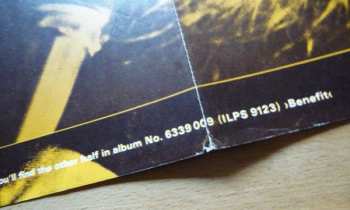 ou'll find the other half in album No. 6339 009 (ILPS 9123) ›Benefit‹